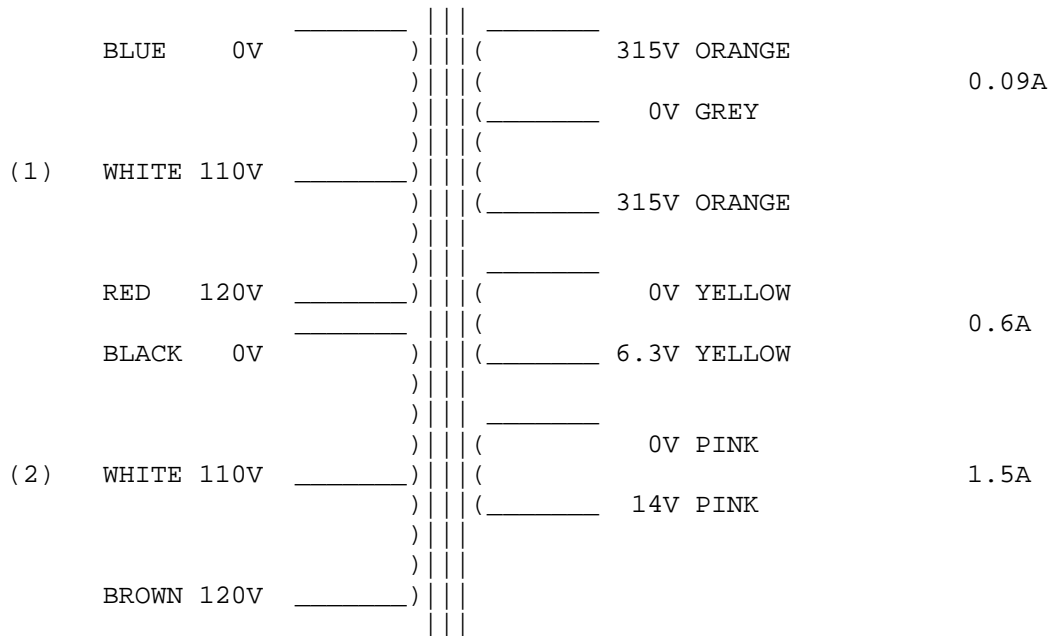 BLUE 0V 315V ORANGE
0.09A
0V GREY
(1) WHITE 110V
315V ORANGE
RED 120V 0V YELLOW
0.6A
BLACK 0V 6.3V YELLOW
0V PINK
(2) WHITE 110V 1.5A
14V PINK
BROWN 120V